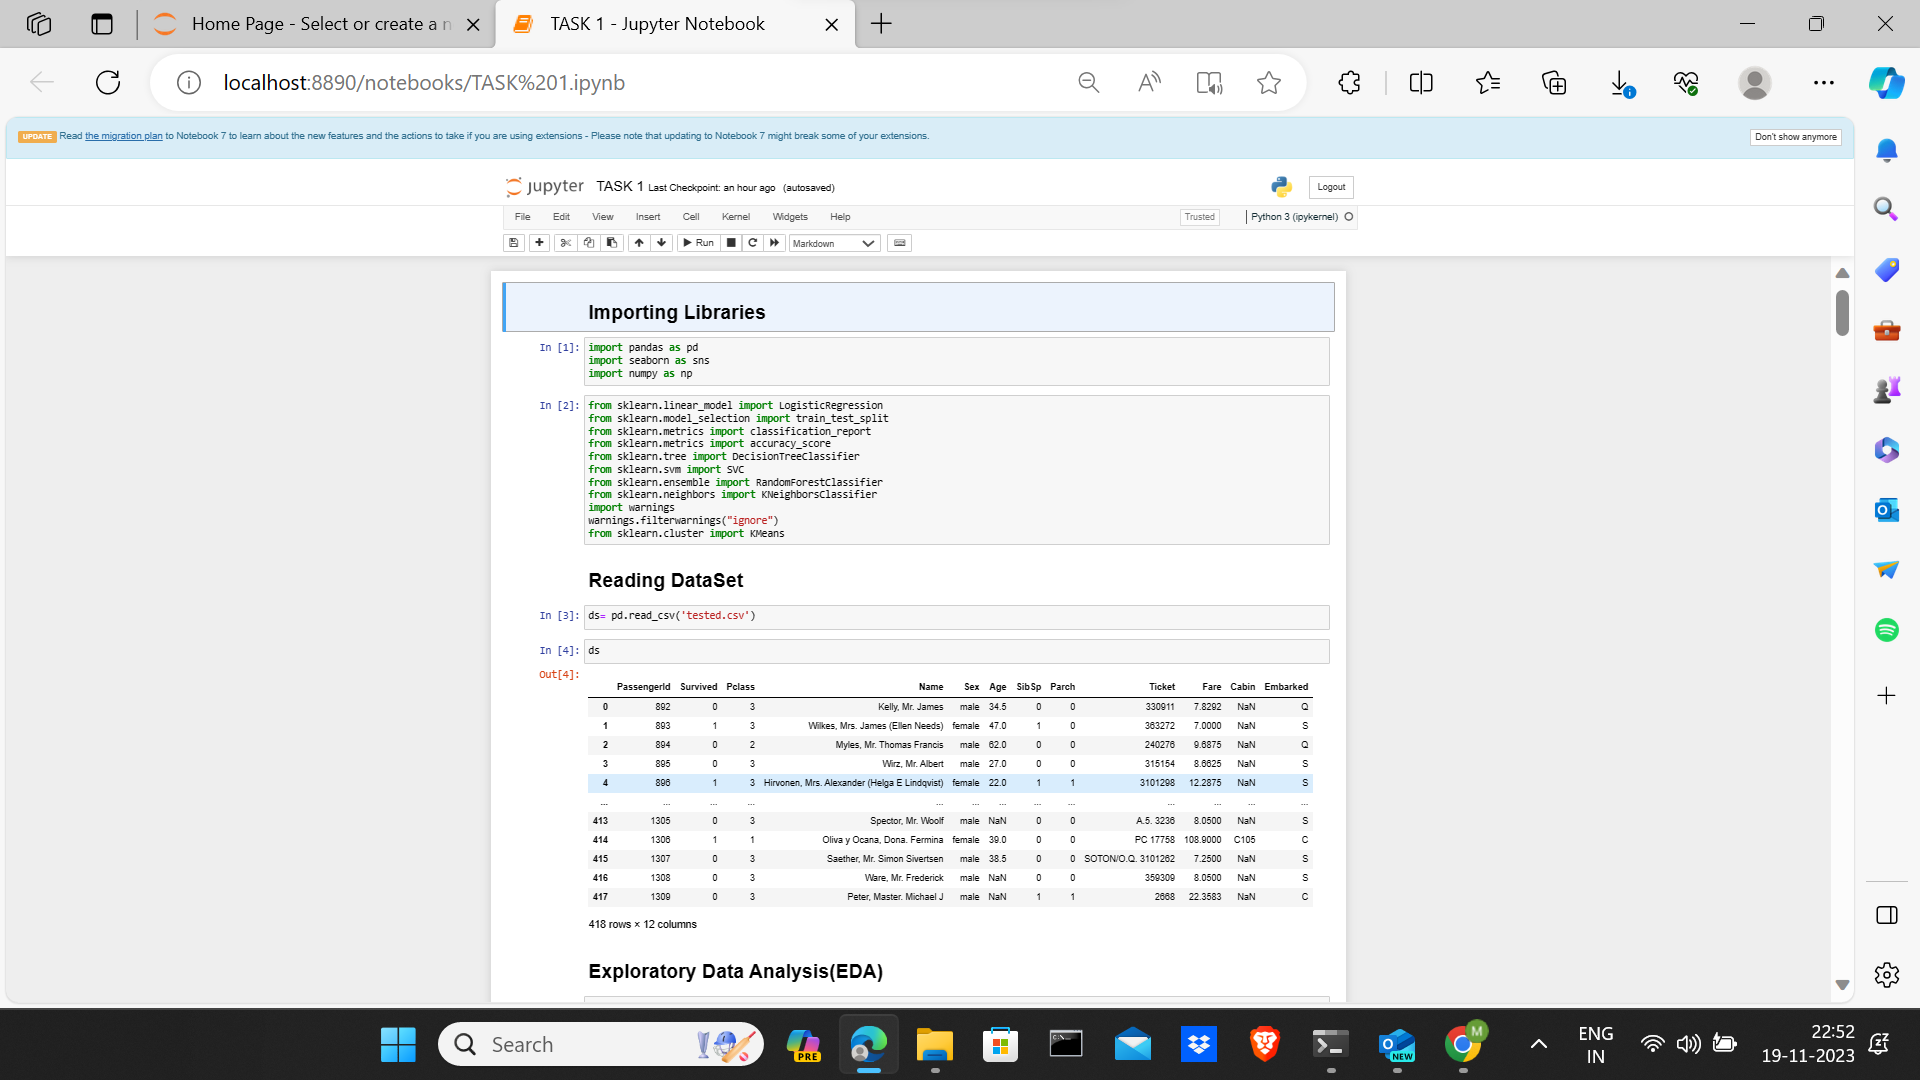 Home Page - Select or create a n
TASK 1 - Jupyter Notebook
localhost:8890/notebooks/TASK%201.ipynb
UPDATE Read the migration plan to Notebook 7 to learn about the new features and the actions to take if you are using extensions - Please note that updating to Notebook 7 might break some of your extensions.
Don't show anymore
jupyter TASK 1 Last Checkpoint: an hour ago (autosaved)
Logout
File Edit View Insert Cell Kernel Widgets Help
Trusted
Python 3 (ipykernel)
Run
Markdown
Importing Libraries
In [1]: import pandas as pd
import seaborn as sns
import numpy as np
In [2]: from sklearn.linear_model import LogisticRegression
from sklearn.model_selection import train_test_split
from sklearn.metrics import classification_report
from sklearn.metrics import accuracy_score
from sklearn.tree import DecisionTreeClassifier
from sklearn.svm import SVC
from sklearn.ensemble import RandomForestClassifier
from sklearn.neighbors import KNeighborsClassifier
import warnings
warnings.filterwarnings("ignore")
from sklearn.cluster import KMeans
Reading DataSet
In [3]: ds= pd.read_csv('tested.csv')
In [4]: ds
Out[4]:
PassengerId Survived Pclass Name Sex Age SibSp Parch Ticket Fare Cabin Embarked
0 892 0 3 Kelly, Mr. James male 34.5 0 0 330911 7.8292 NaN Q
1 893 1 3 Wilkes, Mrs. James (Ellen Needs) female 47.0 1 0 363272 7.0000 NaN S
2 894 0 2 Myles, Mr. Thomas Francis male 62.0 0 0 240276 9.6875 NaN Q
3 895 0 3 Wirz, Mr. Albert male 27.0 0 0 315154 8.6625 NaN S
4 896 1 3 Hirvonen, Mrs. Alexander (Helga E Lindqvist) female 22.0 1 1 3101298 12.2875 NaN S
... ... ... ... ... ... ... ... ... ... ... ... ...
413 1305 0 3 Spector, Mr. Woolf male NaN 0 0 A.5. 3236 8.0500 NaN S
414 1306 1 1 Oliva y Ocana, Dona. Fermina female 39.0 0 0 PC 17758 108.9000 C105 C
415 1307 0 3 Saether, Mr. Simon Sivertsen male 38.5 0 0 SOTON/O.Q. 3101262 7.2500 NaN S
416 1308 0 3 Ware, Mr. Frederick male NaN 0 0 359309 8.0500 NaN S
417 1309 0 3 Peter, Master. Michael J male NaN 1 1 2668 22.3583 NaN C
418 rows × 12 columns
Exploratory Data Analysis(EDA)
Search
PRE
NEW
M
ENG
IN
22:52
19-11-2023